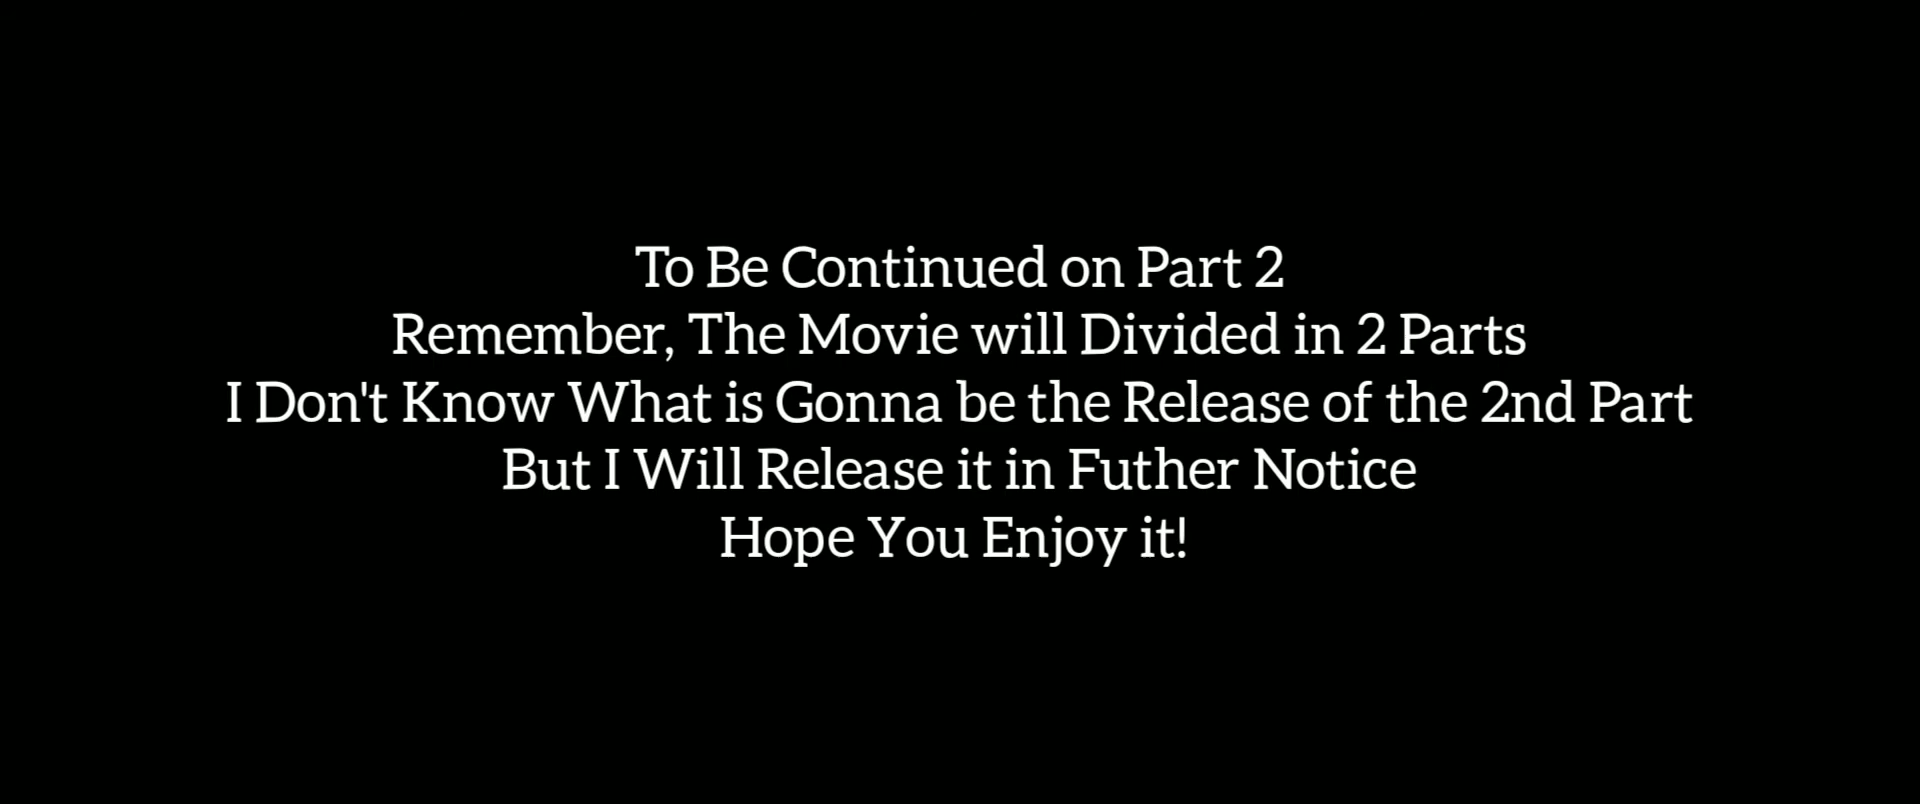 To Be Continued on Part 2
Remember, The Movie will Divided in 2 Parts
I Don't Know What is Gonna be the Release of the 2nd Part
But I Will Release it in Futher Notice
Hope You Enjoy it!